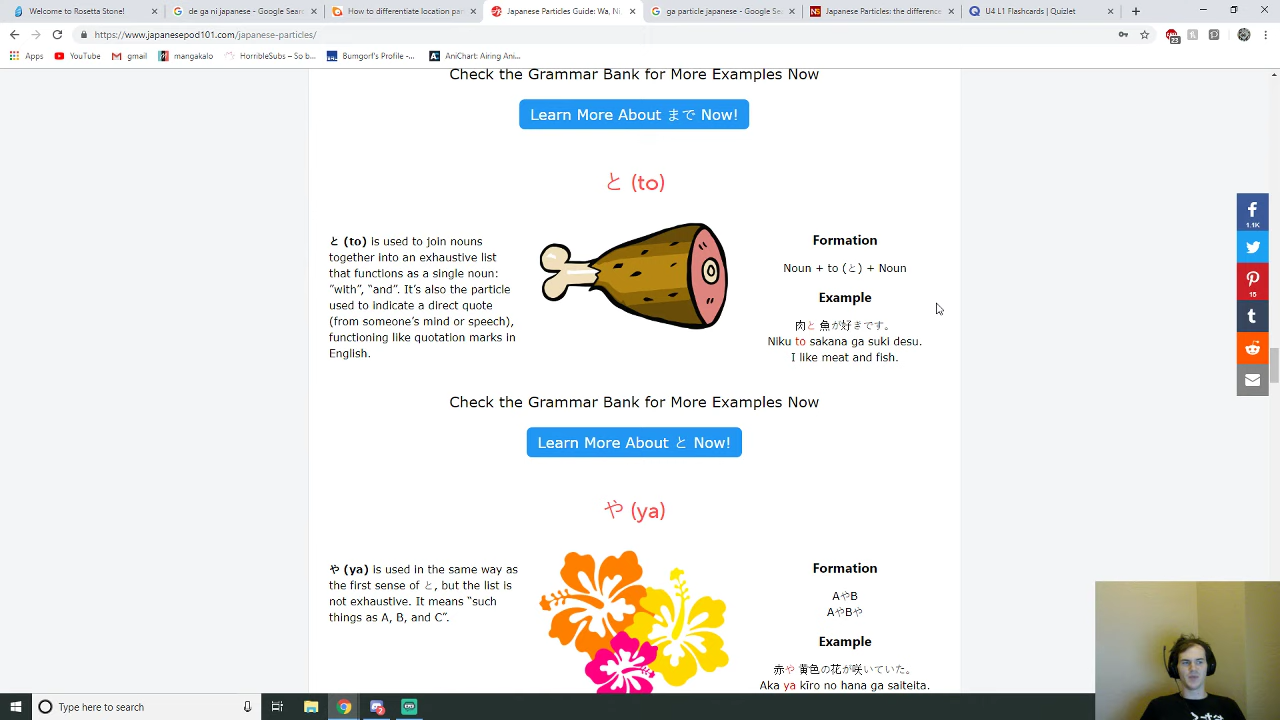 Welcome to Rosetta Stone!
de ga ni japanese - Google Searc
How to differentiate location par
Japanese Particles Guide: Wa, Ni,
ga particle japanese - Google Sea
Japanese Particles: the difference
U4 L1 Flashcards | Quizlet
https://www.japanesepod101.com/japanese-particles/
23
Apps
YouTube
gmail
mangakalo
HorribleSubs – So b...
Bumgorf's Profile -...
AniChart: Airing Ani...
Check the Grammar Bank for More Examples Now
Learn More About まで Now!
と (to)
と (to) is used to join nouns
together into an exhaustive list
that functions as a single noun:
"with", "and". It's also the particle
used to indicate a direct quote
(from someone's mind or speech),
functioning like quotation marks in
English.
Formation
Noun + to (と) + Noun
Example
肉と 魚が好きです。
Niku to sakana ga suki desu.
I like meat and fish.
1.1K
15
Check the Grammar Bank for More Examples Now
Learn More About と Now!
や (ya)
や (ya) is used in the same way as
the first sense of と, but the list is
not exhaustive. It means "such
things as A, B, and C".
Formation
AやB
AやBや
Example
赤や 黄色の花が咲いていた。
Aka ya kīro no hana ga saiteita.
Type here to search
2